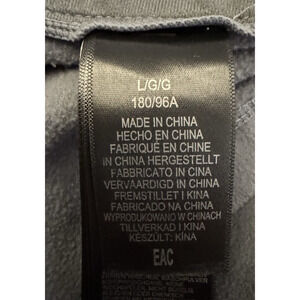 L/G/G
180/96A
MADE IN CHINA
HECHO EN CHINA
FABRIQUÉ EN CHINE
IN CHINA HERGESTELLT
FABBRICATO IN CINA
VERVAARDIGD IN CHINA
FREMSTILLET I KINA
FABRICADO NA CHINA
WYPRODUKOWANO W CHINACH
TILLVERKAD I KINA
KÉSZÜLT: KÍNA
EAC